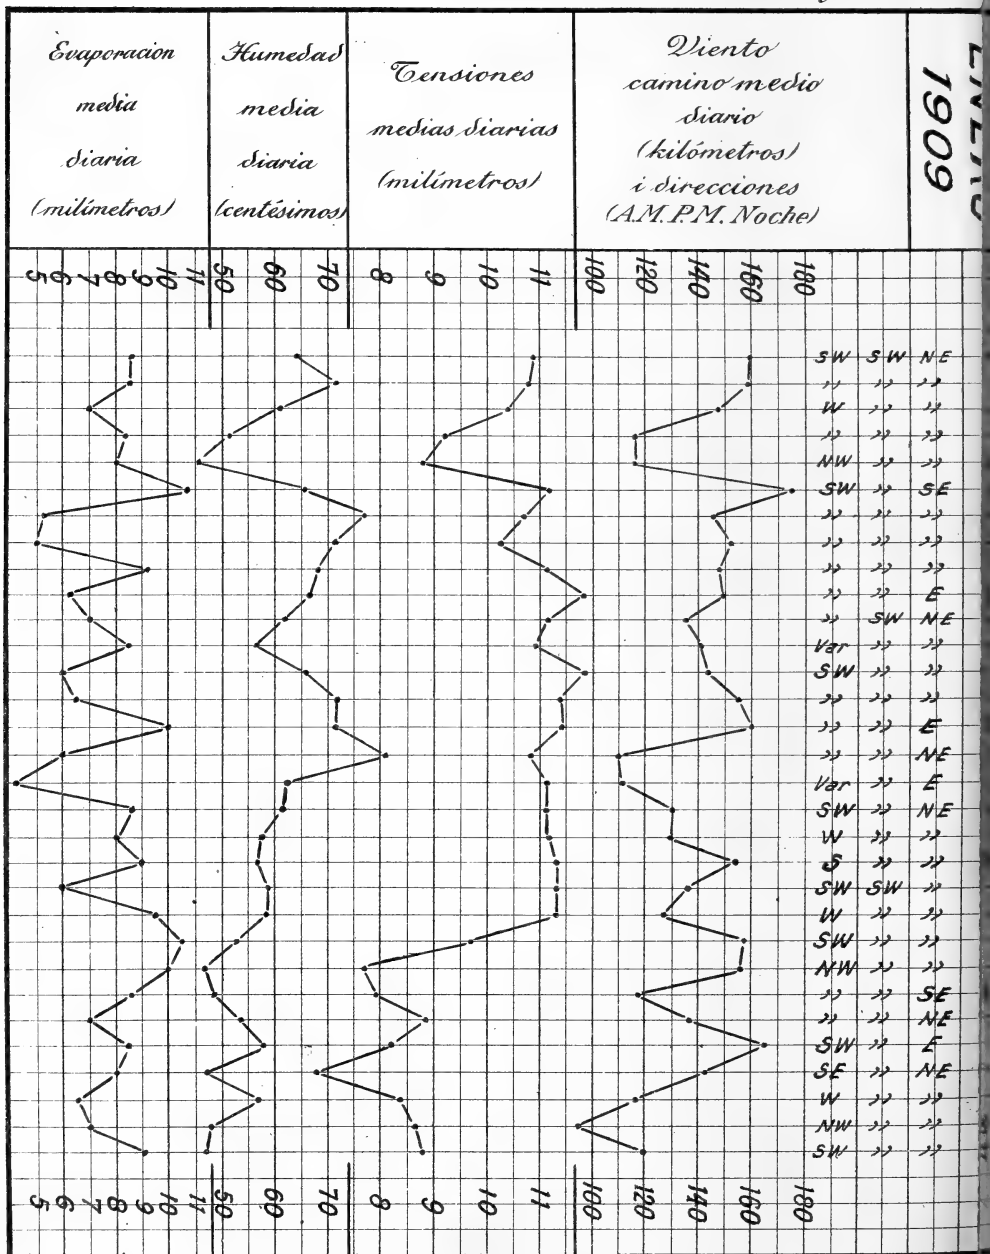 Evaporacion
media
diaria
(milímetros)
Humedad
media
diaria
(centésimos)
Tensiones
medias diarias
(milímetros)
Viento
camino medio
diario
(kilómetros)
i direcciones
(A.M. P.M. Noche)
1909
5 6 7 8 9 10 11 50 60 70 8 9 10 11 100 120 140 160 180
SW SW NE
,, ,, ,,
W ,, ,,
,, ,, ,,
NW ,, ,,
SW ,, SE
,, ,, ,,
,, ,, ,,
,, ,, ,,
,, ,, E
,, SW NE
Var ,, ,,
SW ,, ,,
,, ,, ,,
,, ,, E
,, ,, NE
Var ,, E
SW ,, NE
W ,, ,,
S ,, ,,
SW SW ,,
W ,, ,,
SW ,, ,,
NW ,, ,,
,, ,, SE
,, ,, NE
SW ,, E
SE ,, NE
W ,, ,,
NW ,, ,,
SW ,, ,,
5 6 7 8 9 10 11 50 60 70 8 9 10 11 100 120 140 160 180